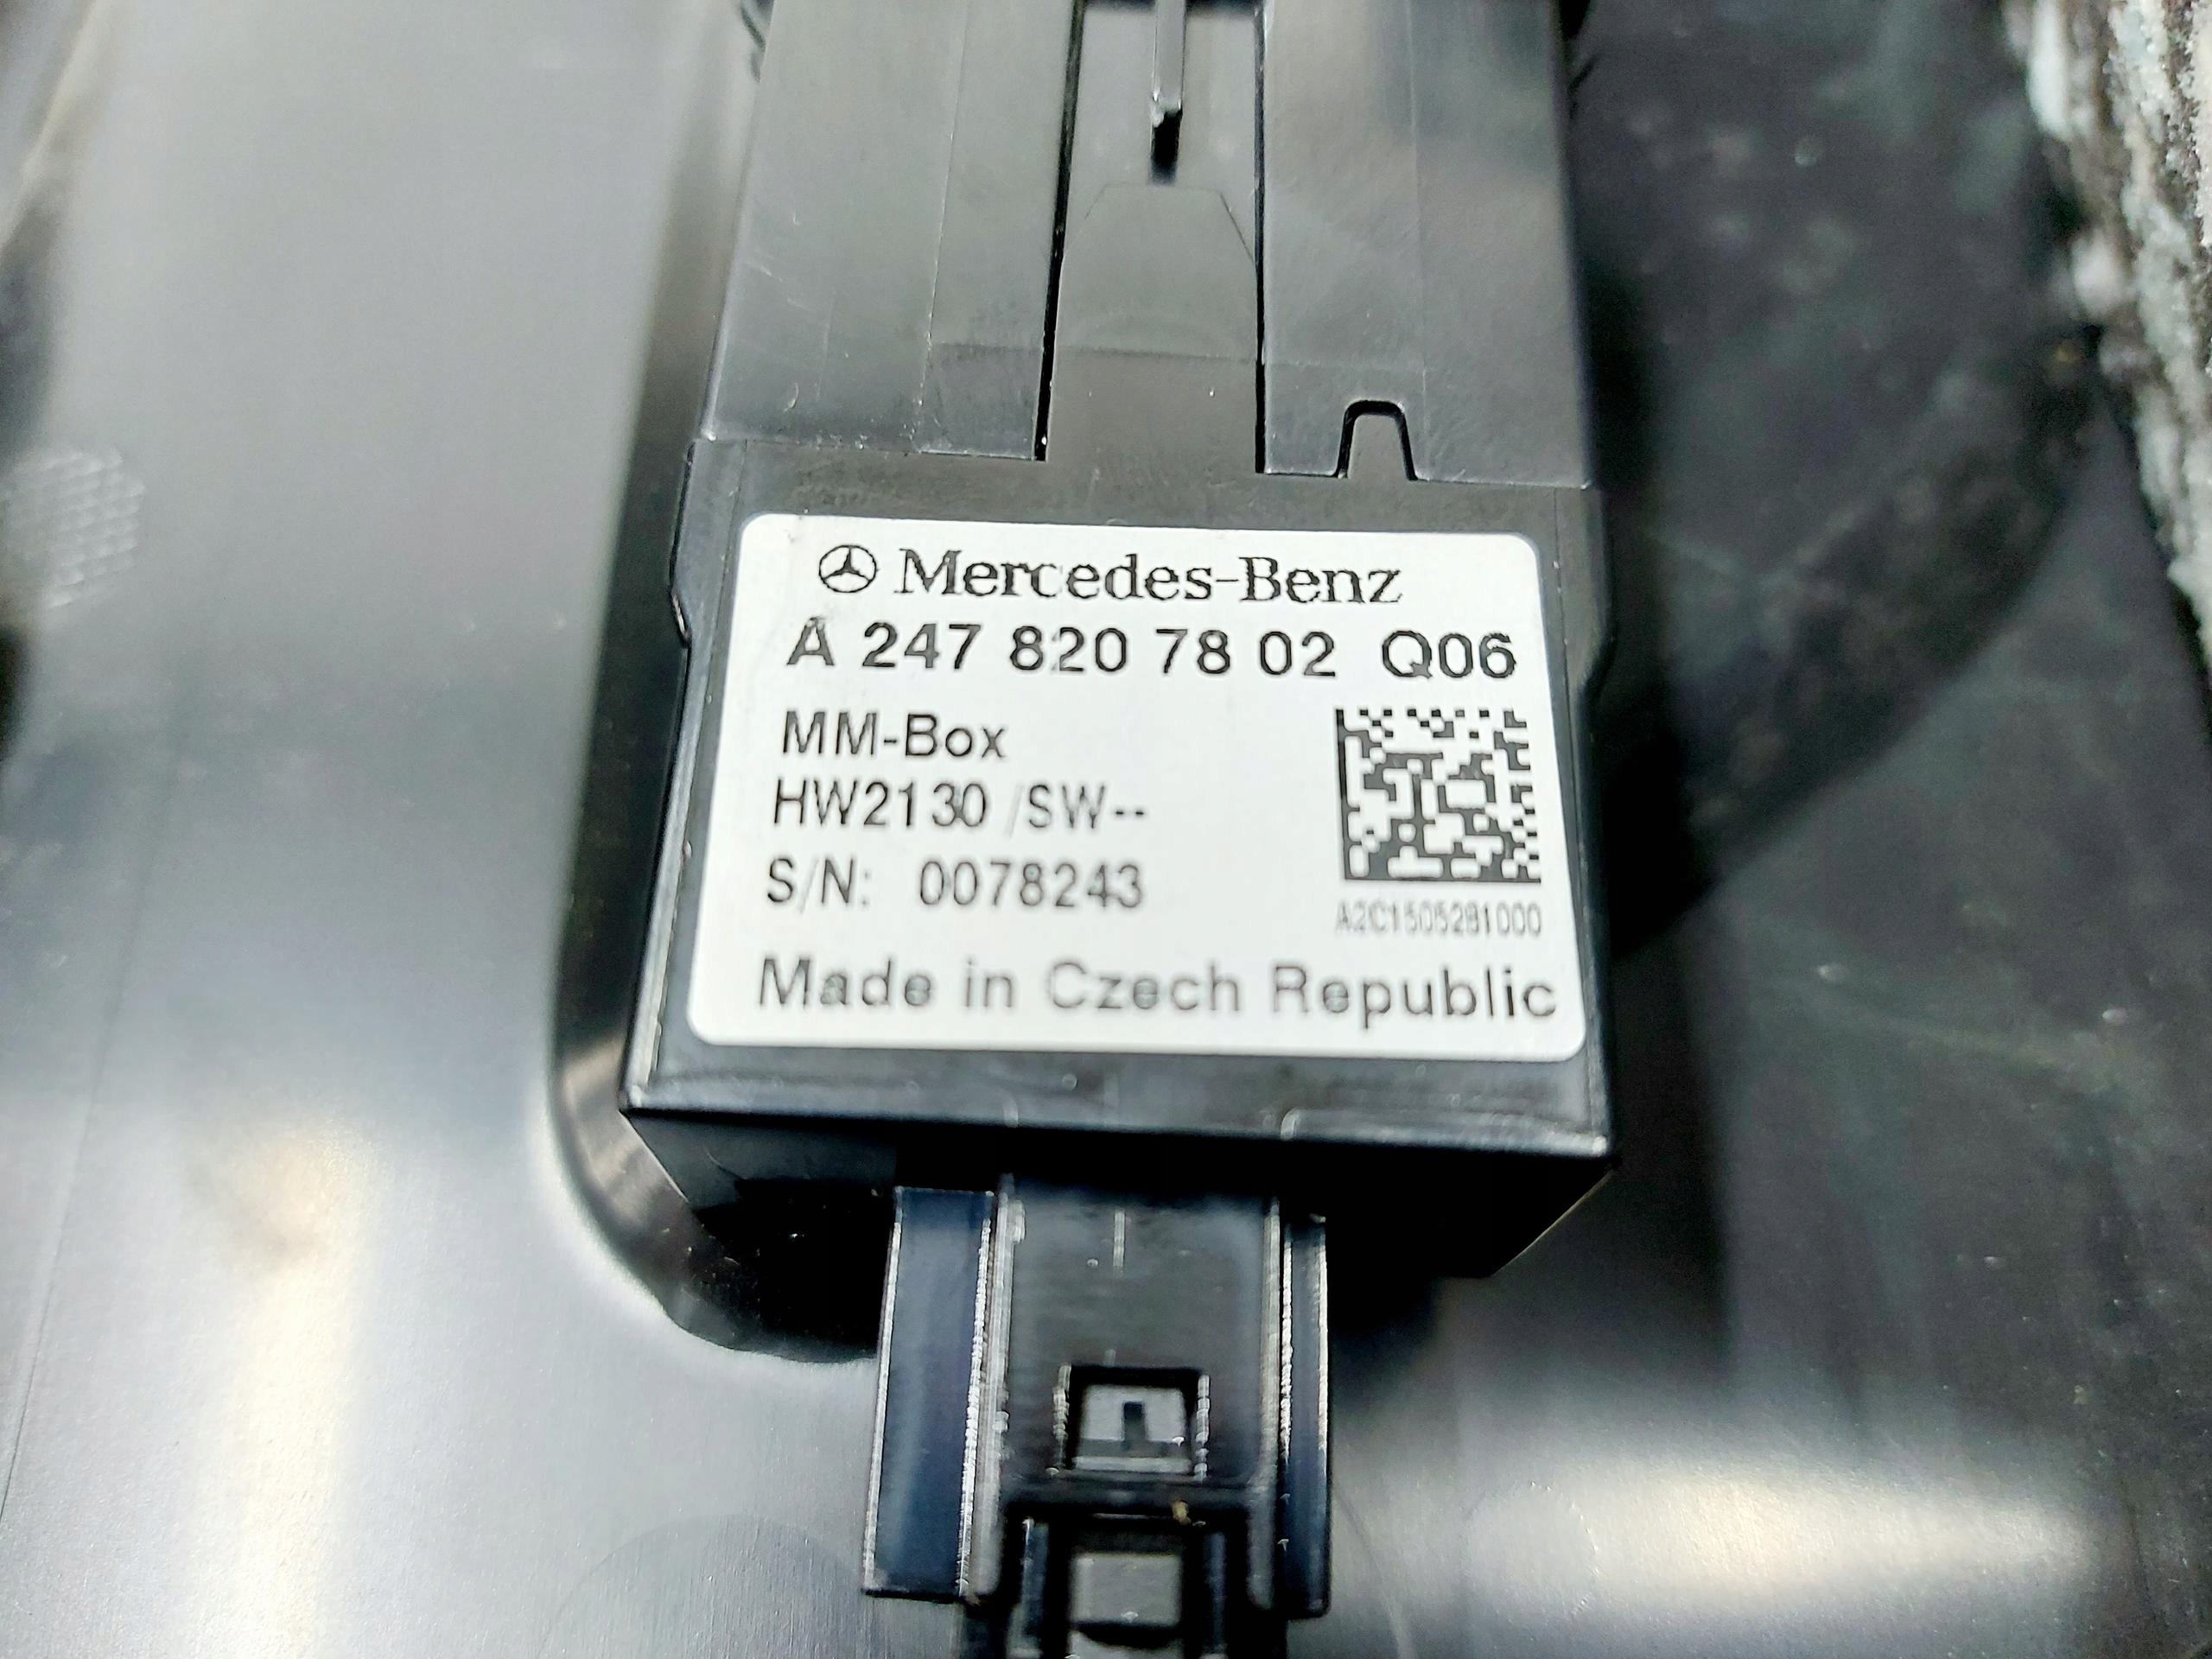 Mercedes-Benz
A 247 820 78 02 Q06
MM-Box
HW2130 /SW--
S/N: 0078243
A2C1505281000
Made in Czech Republic